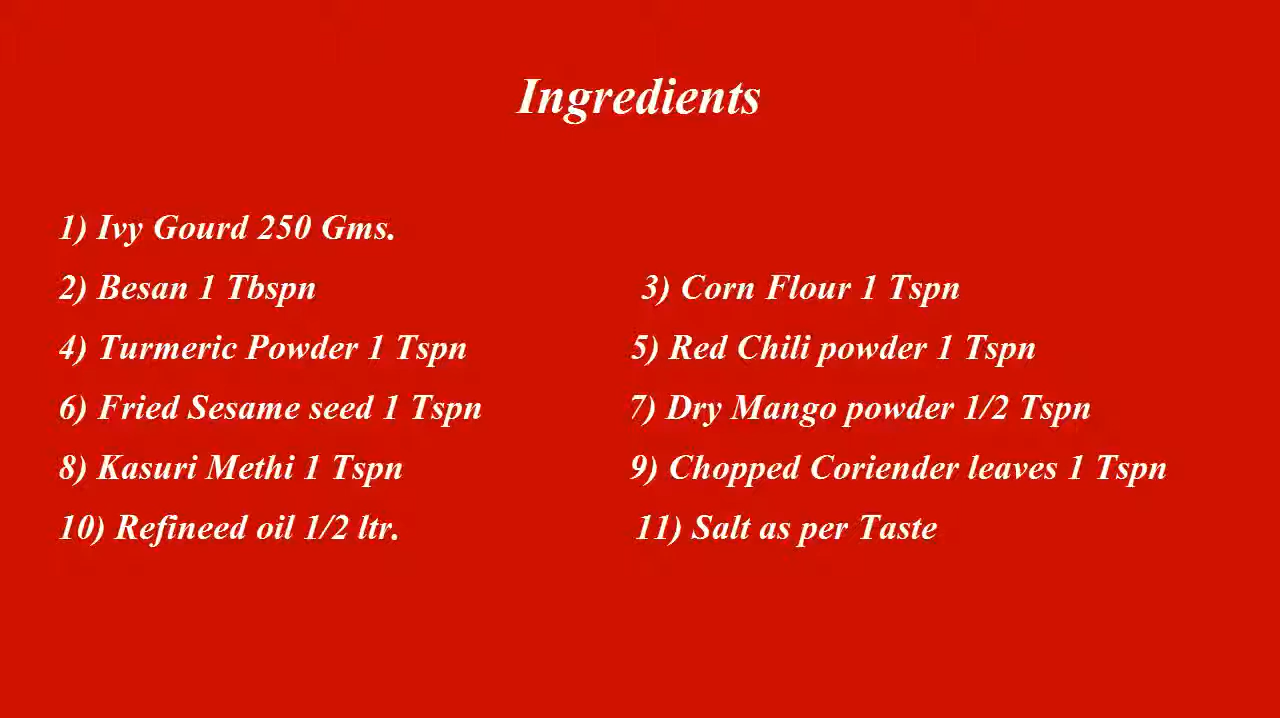 Ingredients
1) Ivy Gourd 250 Gms.
2) Besan 1 Tbspn 3) Corn Flour 1 Tspn
4) Turmeric Powder 1 Tspn 5) Red Chili powder 1 Tspn
6) Fried Sesame seed 1 Tspn 7) Dry Mango powder 1/2 Tspn
8) Kasuri Methi 1 Tspn 9) Chopped Coriender leaves 1 Tspn
10) Refineed oil 1/2 ltr. 11) Salt as per Taste